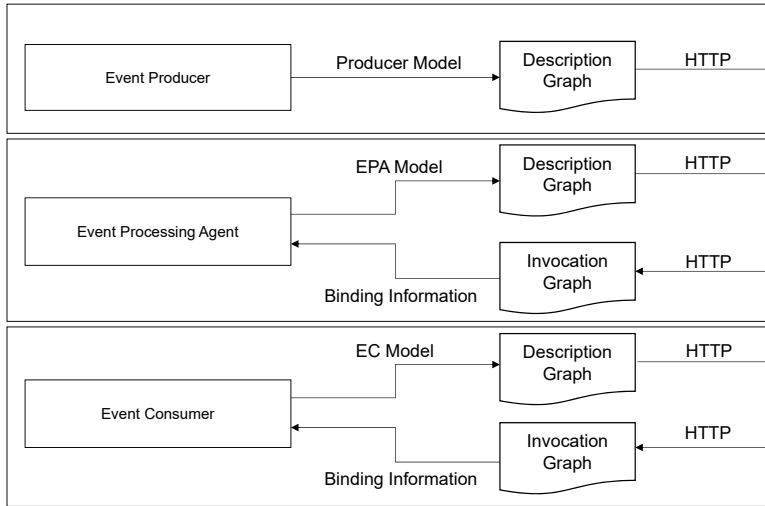 Event Producer
Producer Model
Description
Graph
HTTP
Event Processing Agent
EPA Model
Description
Graph
HTTP
Binding Information
Invocation
Graph
HTTP
Event Consumer
EC Model
Description
Graph
HTTP
Binding Information
Invocation
Graph
HTTP